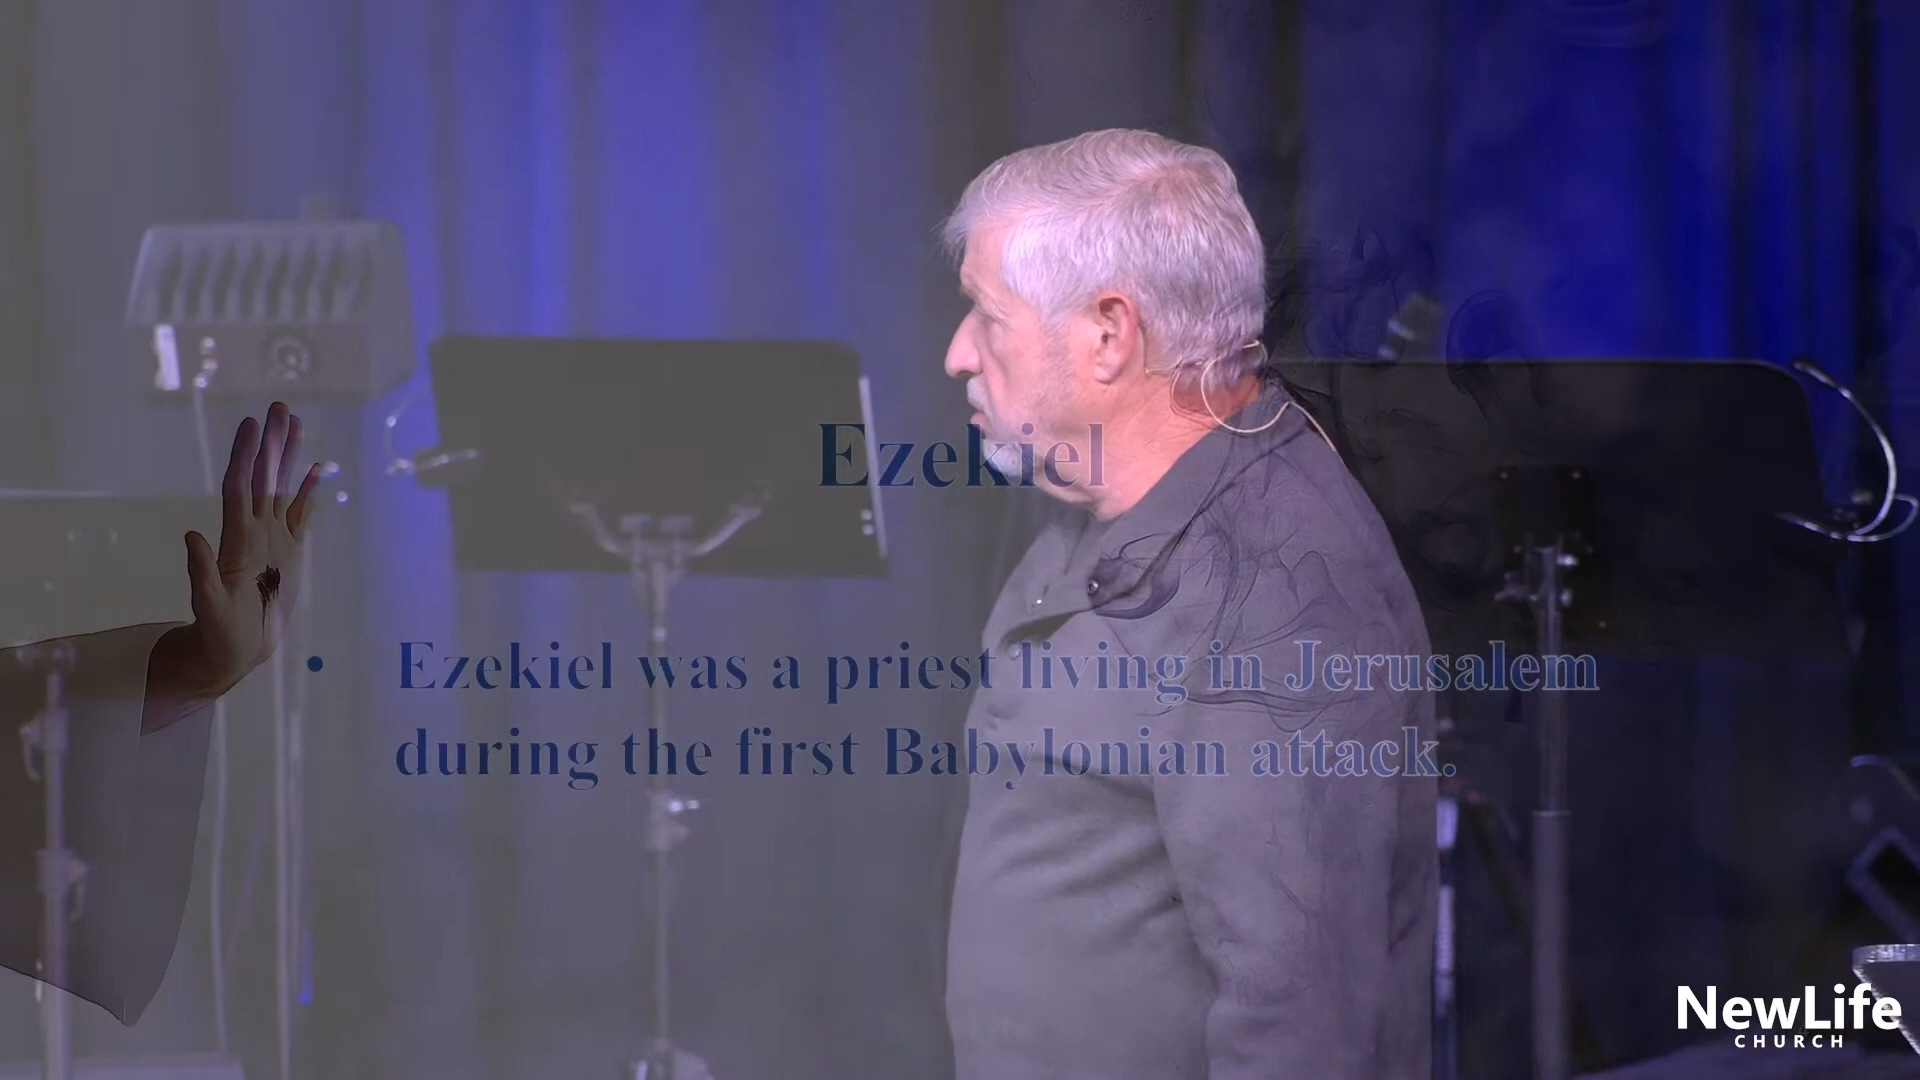 Ezekiel
• Ezekiel was a priest living in Jerusalem
during the first Babylonian attack.
NewLife
CHURCH